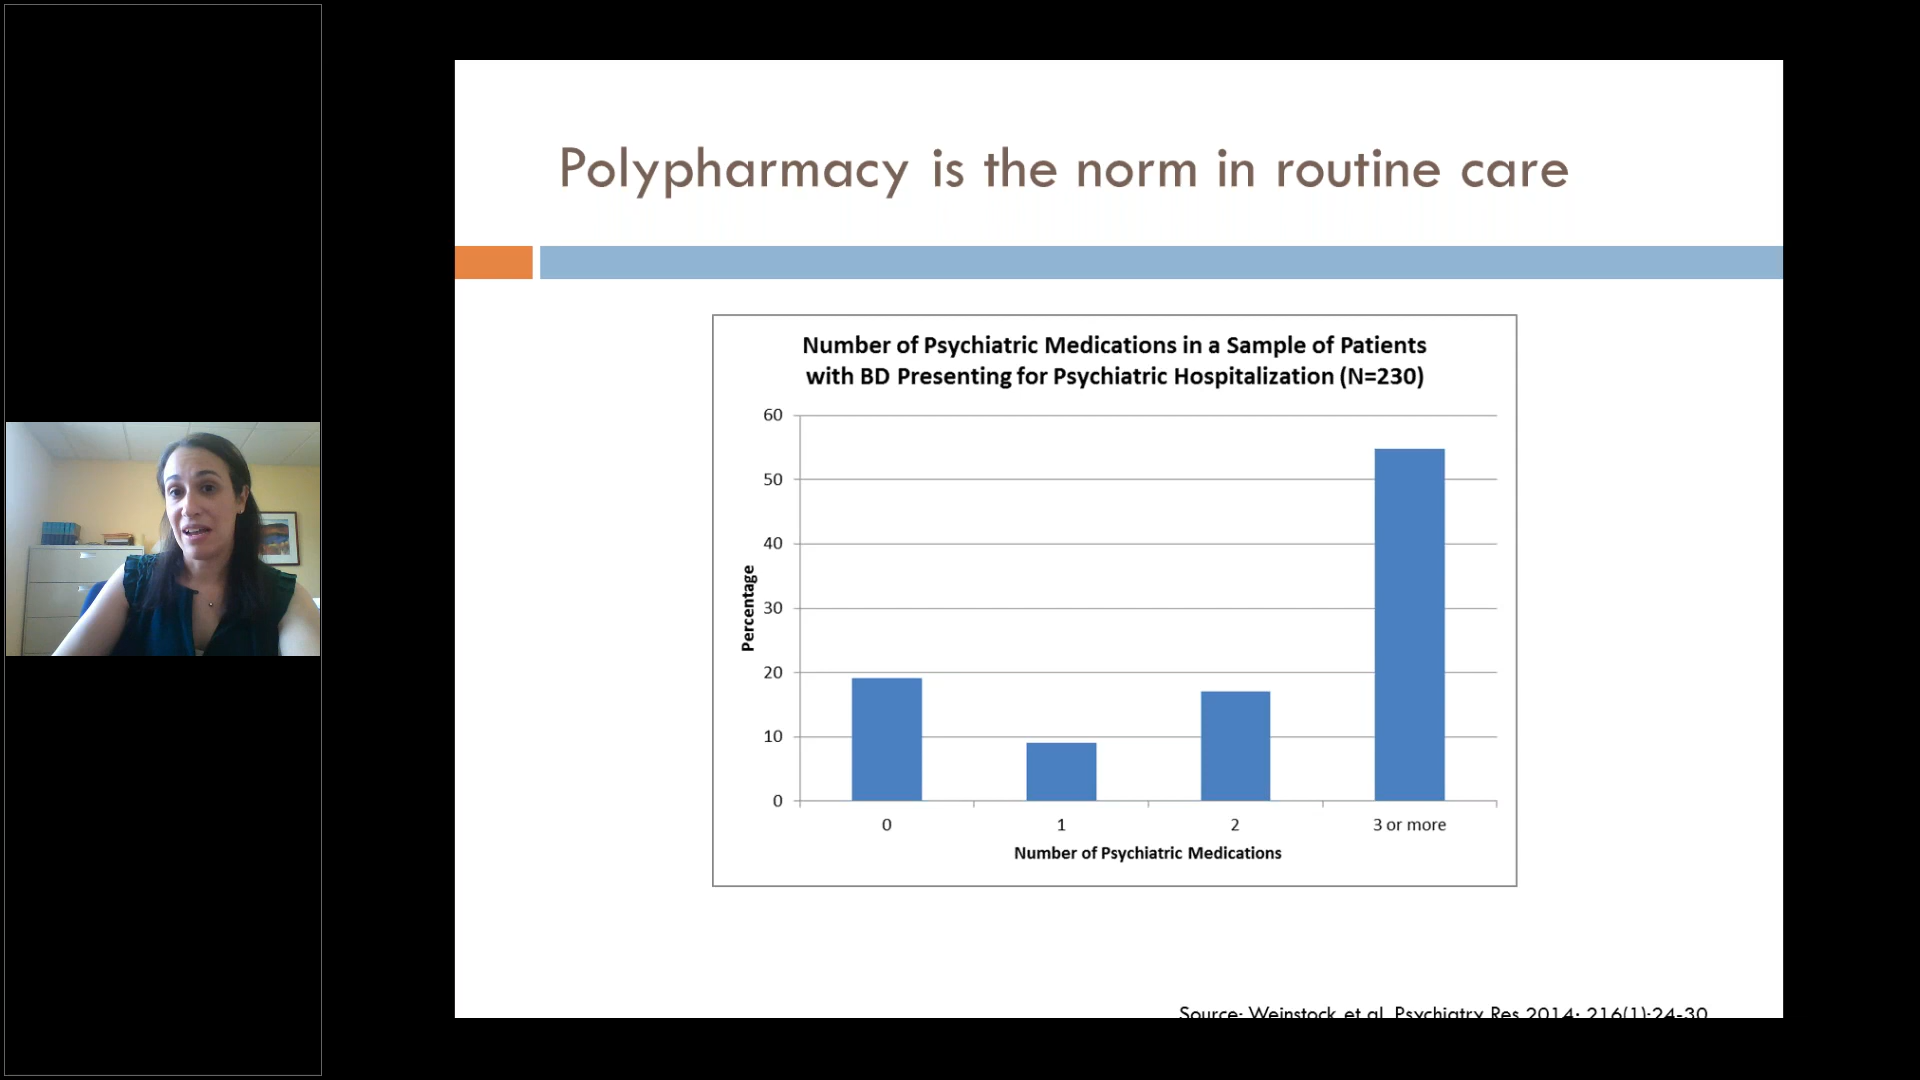 Polypharmacy is the norm in routine care
Number of Psychiatric Medications in a Sample of Patients
with BD Presenting for Psychiatric Hospitalization (N=230)
60
50
40
30
20
10
0
Percentage
0 1 2 3 or more
Number of Psychiatric Medications
Source: Weinstock et al. Psychiatry Res 2014; 216(1):24-30